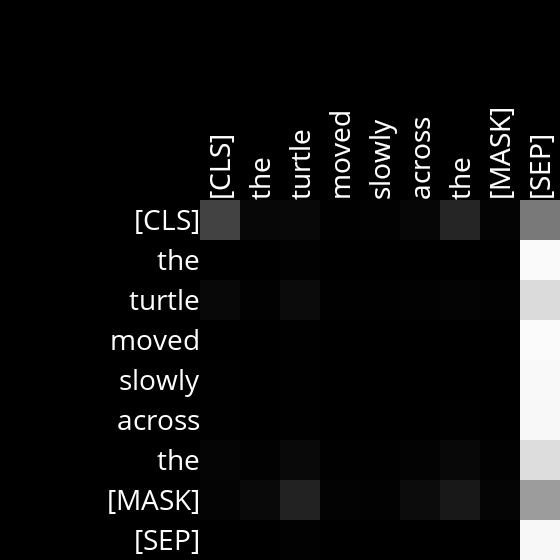 [CLS] the turtle moved slowly across the [MASK] [SEP]
[CLS]
the
turtle
moved
slowly
across
the
[MASK]
[SEP]